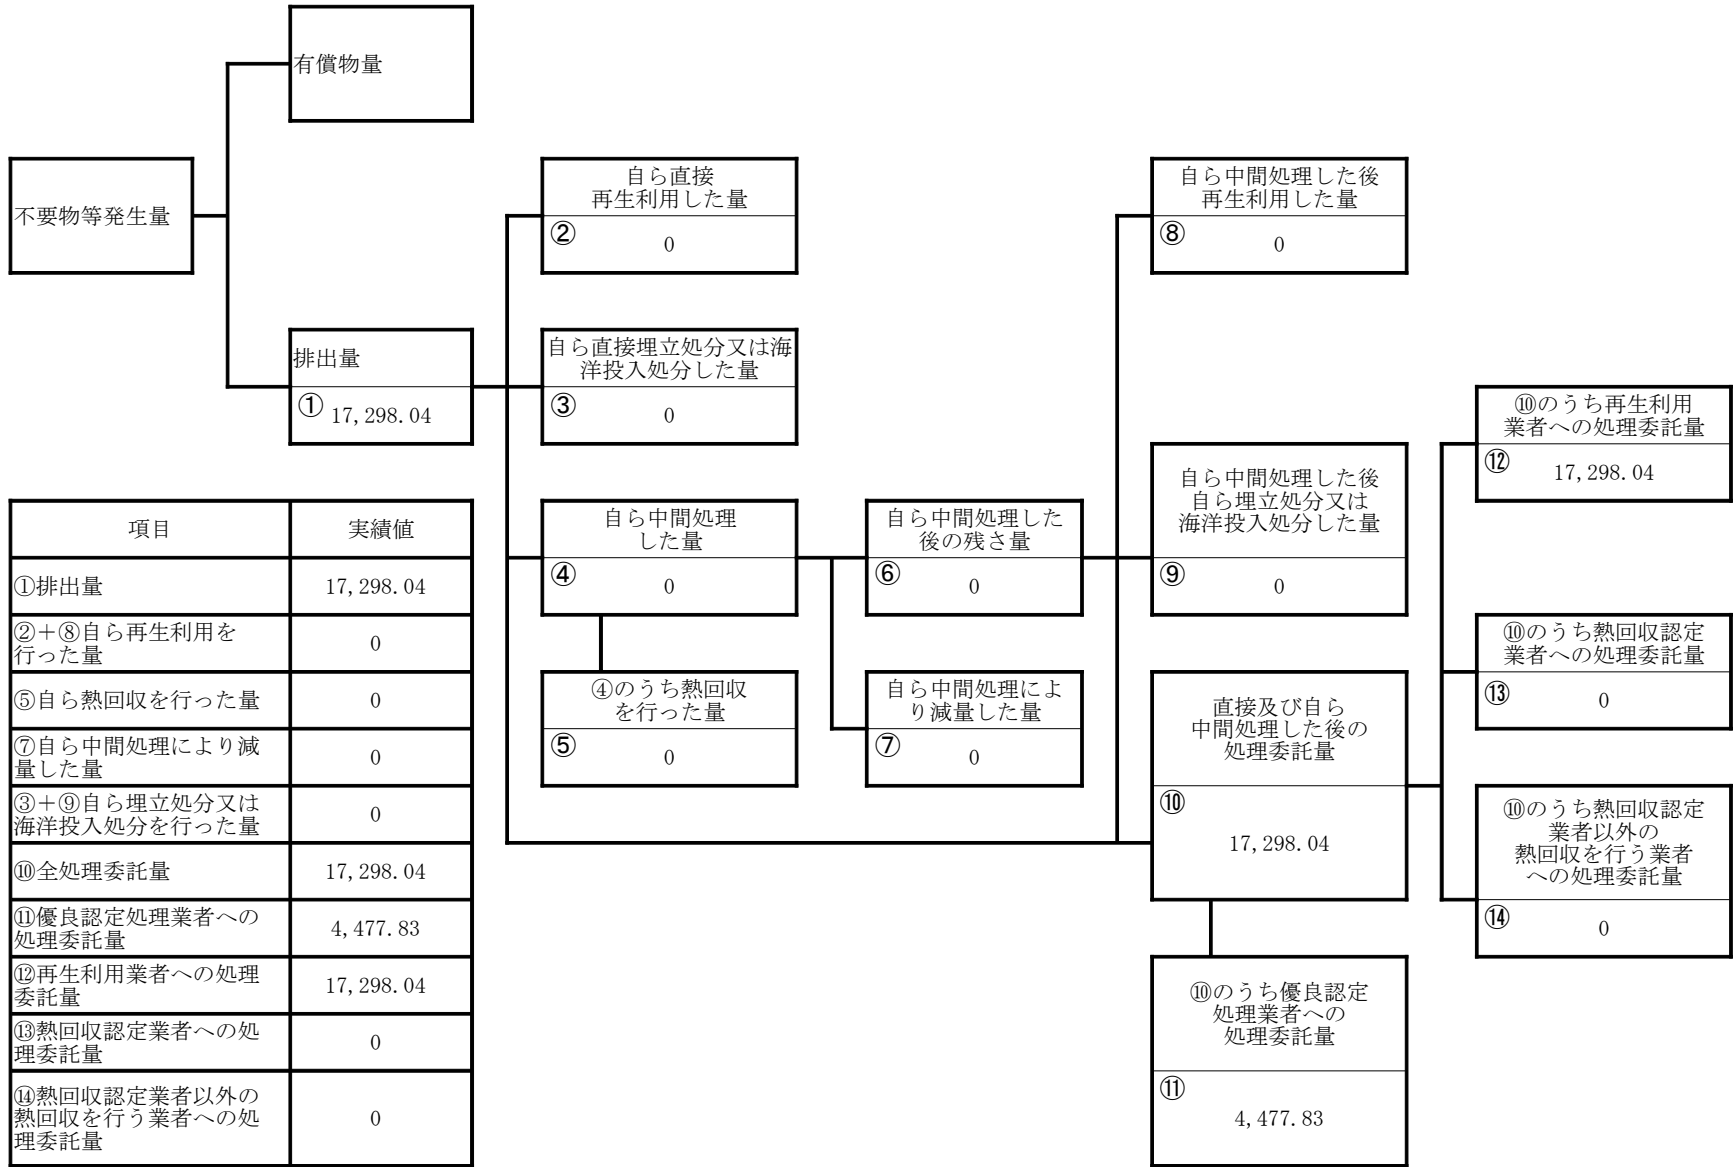 有償物量
不要物等発生量
自ら直接
再生利用した量
②
0
自ら中間処理した後
再生利用した量
⑧
0
排出量
①
17,298.04
自ら直接埋立処分又は海
洋投入処分した量
③
0
⑩のうち再生利用
業者への処理委託量
⑫
17,298.04
自ら中間処理
した量
④
0
自ら中間処理した
後の残さ量
⑥
0
自ら中間処理した後
自ら埋立処分又は
海洋投入処分した量
⑨
0
⑩のうち熱回収認定
業者への処理委託量
⑬
0
④のうち熱回収
を行った量
⑤
0
自ら中間処理によ
り減量した量
⑦
0
直接及び自ら
中間処理した後の
処理委託量
⑩
17,298.04
⑩のうち熱回収認定
業者以外の
熱回収を行う業者
への処理委託量
⑭
0
⑩のうち優良認定
処理業者への
処理委託量
⑪
4,477.83
項目 実績値
①排出量 17,298.04
②+⑧自ら再生利用を
行った量 0
⑤自ら熱回収を行った量 0
⑦自ら中間処理により減
量した量 0
③+⑨自ら埋立処分又は
海洋投入処分を行った量 0
⑩全処理委託量 17,298.04
⑪優良認定処理業者への
処理委託量 4,477.83
⑫再生利用業者への処理
委託量 17,298.04
⑬熱回収認定業者への処
理委託量 0
⑭熱回収認定業者以外の
熱回収を行う業者への処
理委託量 0